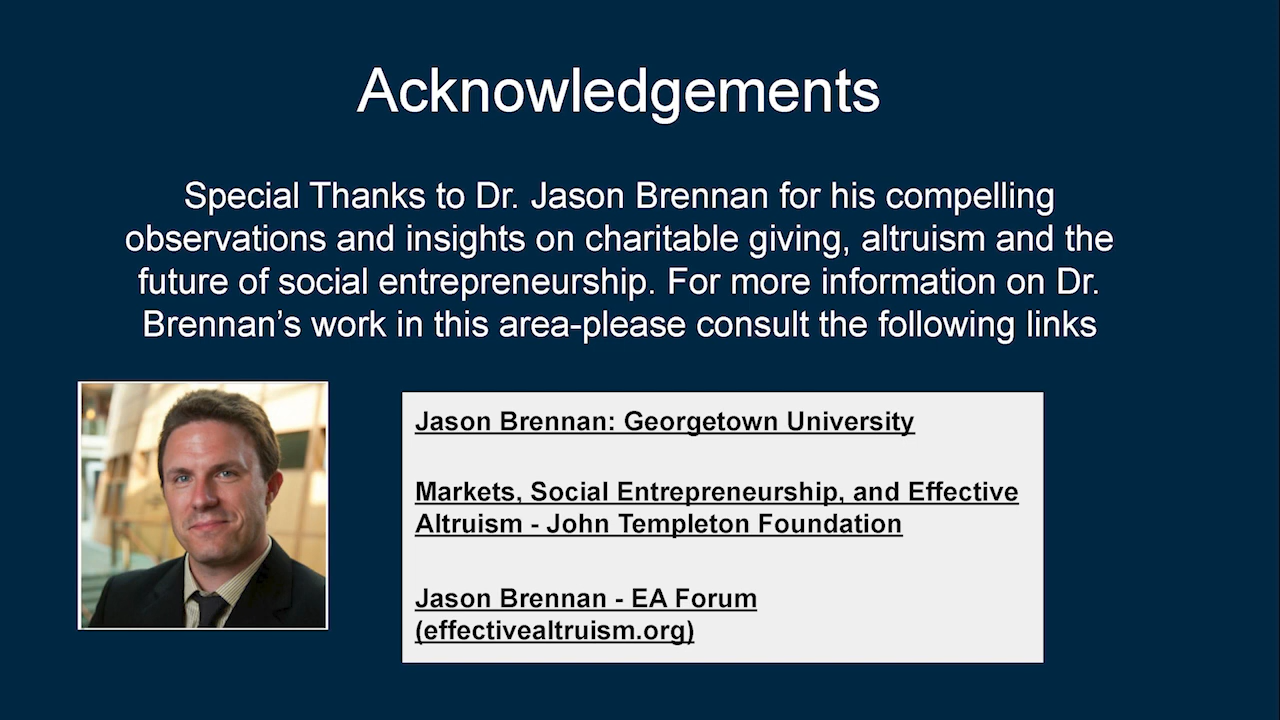 Acknowledgements
Special Thanks to Dr. Jason Brennan for his compelling
observations and insights on charitable giving, altruism and the
future of social entrepreneurship. For more information on Dr.
Brennan’s work in this area-please consult the following links
Jason Brennan: Georgetown University
Markets, Social Entrepreneurship, and Effective
Altruism - John Templeton Foundation
Jason Brennan - EA Forum
(effectivealtruism.org)